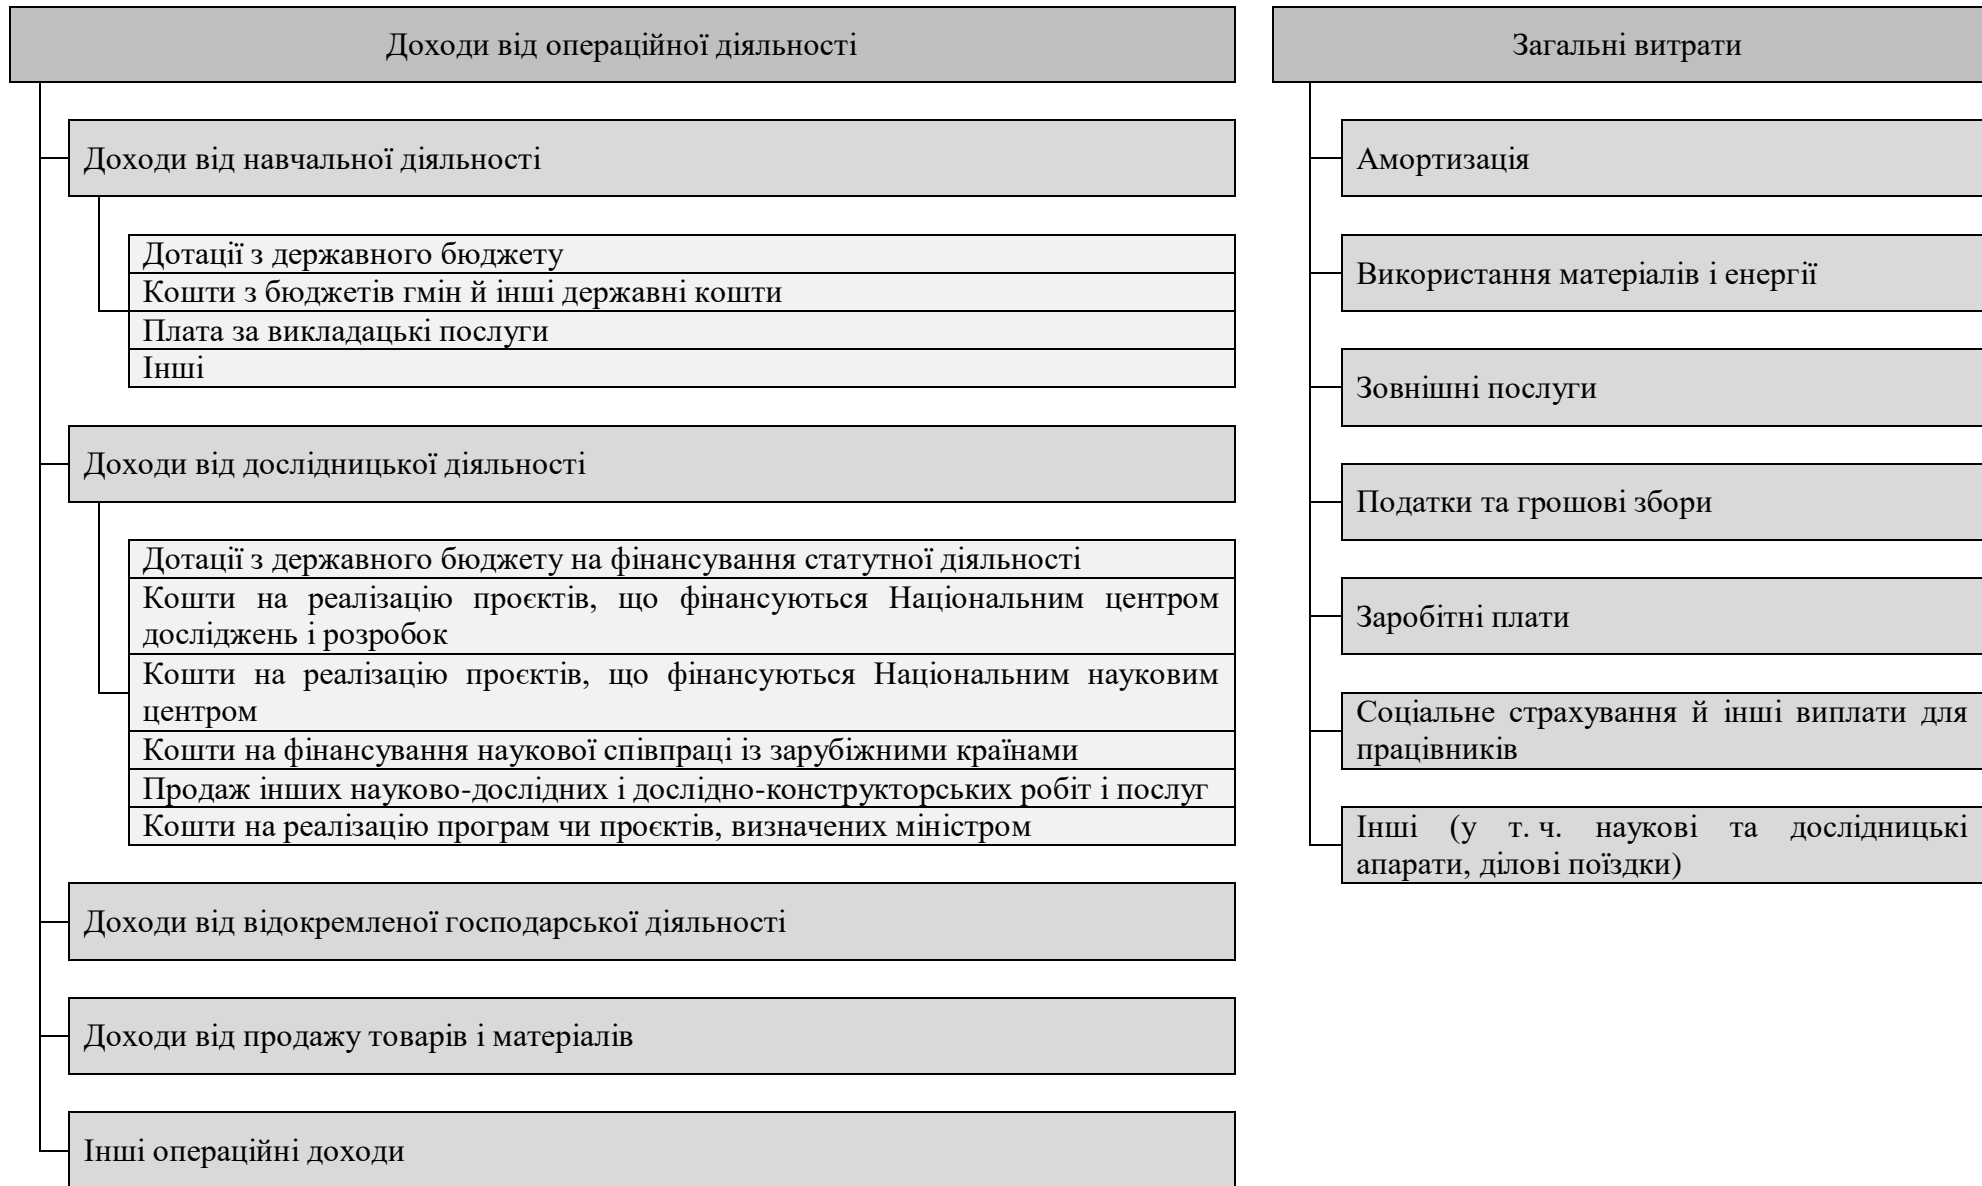 Доходи від операційної діяльності
Доходи від навчальної діяльності
Дотації з державного бюджету
Кошти з бюджетів гмін й інші державні кошти
Плата за викладацькі послуги
Інші
Доходи від дослідницької діяльності
Дотації з державного бюджету на фінансування статутної діяльності
Кошти на реалізацію проєктів, що фінансуються Національним центром
досліджень і розробок
Кошти на реалізацію проєктів, що фінансуються Національним науковим
центром
Кошти на фінансування наукової співпраці із зарубіжними країнами
Продаж інших науково-дослідних і дослідно-конструкторських робіт і послуг
Кошти на реалізацію програм чи проєктів, визначених міністром
Доходи від відокремленої господарської діяльності
Доходи від продажу товарів і матеріалів
Інші операційні доходи
Загальні витрати
Амортизація
Використання матеріалів і енергії
Зовнішні послуги
Податки та грошові збори
Заробітні плати
Соціальне страхування й інші виплати для
працівників
Інші (у т. ч. наукові та дослідницькі
апарати, ділові поїздки)